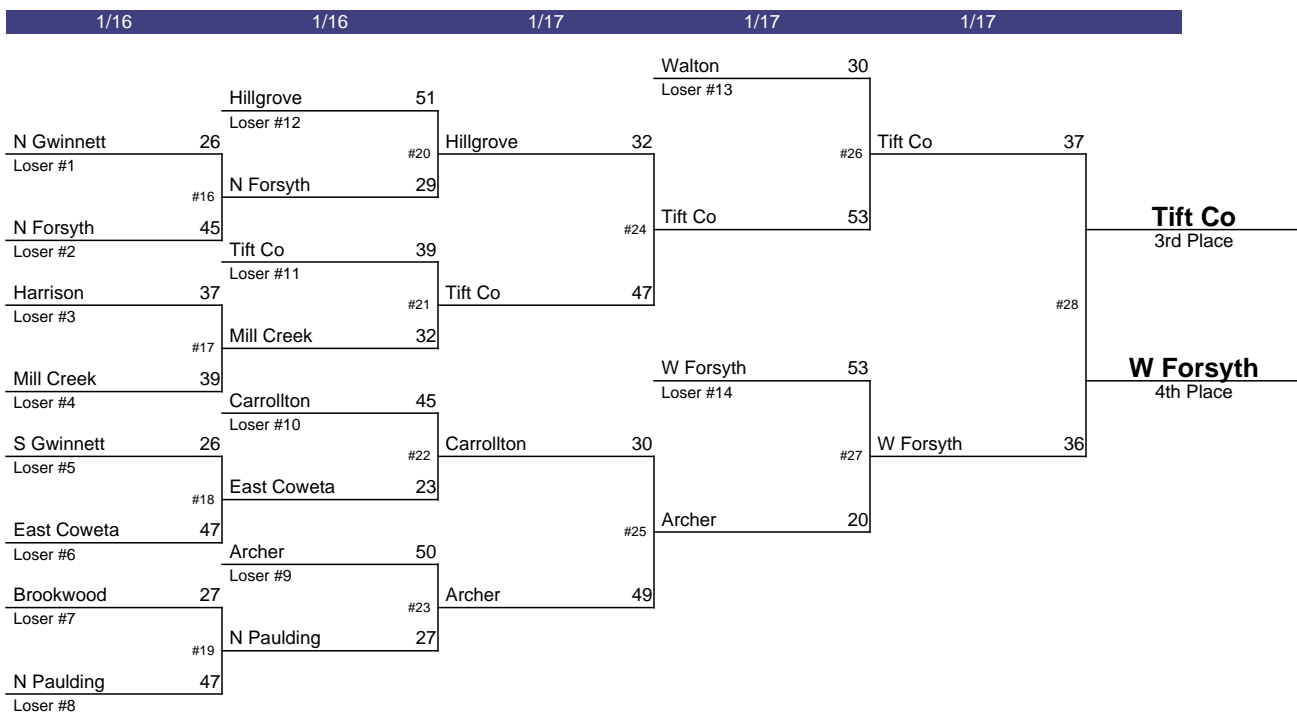 1/16 1/16 1/17 1/17 1/17
Walton 30
Loser #13
Hillgrove 51
Loser #12
N Gwinnett 26
Loser #1
#20
Hillgrove 32
#26
Tift Co 37
#16
N Forsyth 29
N Forsyth 45
Loser #2
Tift Co 39
Loser #11
#24
Tift Co 53
Tift Co
3rd Place
Harrison 37
Loser #3
#21
Tift Co 47
#28
#17
Mill Creek 32
Mill Creek 39
Loser #4
W Forsyth 53
Loser #14
W Forsyth
4th Place
Carrollton 45
Loser #10
S Gwinnett 26
Loser #5
#22
Carrollton 30
#27
W Forsyth 36
#18
East Coweta 23
East Coweta 47
Loser #6
#25
Archer 20
Archer 50
Loser #9
Brookwood 27
Loser #7
#23
Archer 49
#19
N Paulding 27
N Paulding 47
Loser #8